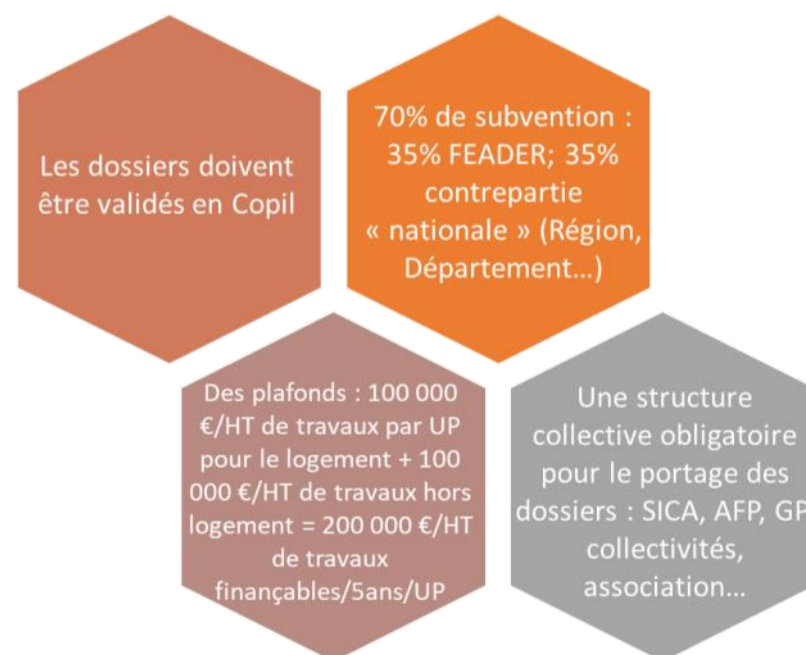 Les dossiers doivent
être validés en Copil
70% de subvention :
35% FEADER; 35%
contrepartie
« nationale » (Région,
Département…)
Des plafonds : 100 000
€/HT de travaux par UP
pour le logement + 100
000 €/HT de travaux hors
logement = 200 000 €/HT
de travaux
finançables/5ans/UP
Une structure
collective obligatoire
pour le portage des
dossiers : SICA, AFP, GP
collectivités,
association…